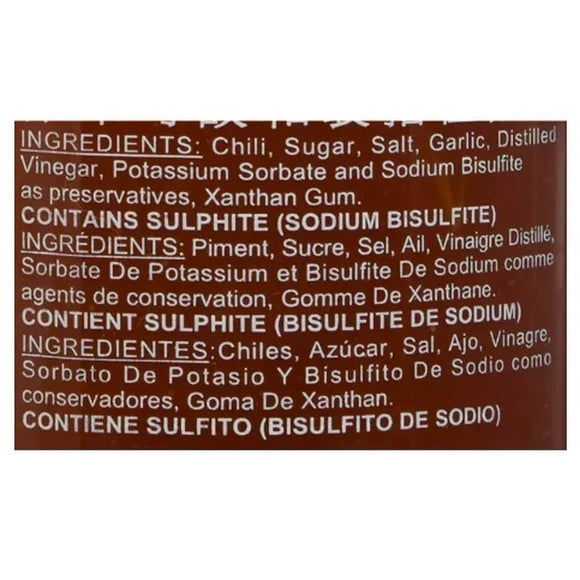 INGREDIENTS: Chili, Sugar, Salt, Garlic, Distilled
Vinegar, Potassium Sorbate and Sodium Bisulfite
as preservatives, Xanthan Gum.
CONTAINS SULPHITE (SODIUM BISULFITE)
INGRÉDIENTS: Piment, Sucre, Sel, Ail, Vinaigre Distillé,
Sorbate De Potassium et Bisulfite De Sodium comme
agents de conservation, Gomme De Xanthane.
CONTIENT SULPHITE (BISULFITE DE SODIUM)
INGREDIENTES:Chiles, Azúcar, Sal, Ajo, Vinagre,
Sorbato De Potasio Y Bisulfito De Sodio como
conservadores, Goma De Xanthan.
CONTIENE SULFITO (BISULFITO DE SODIO)